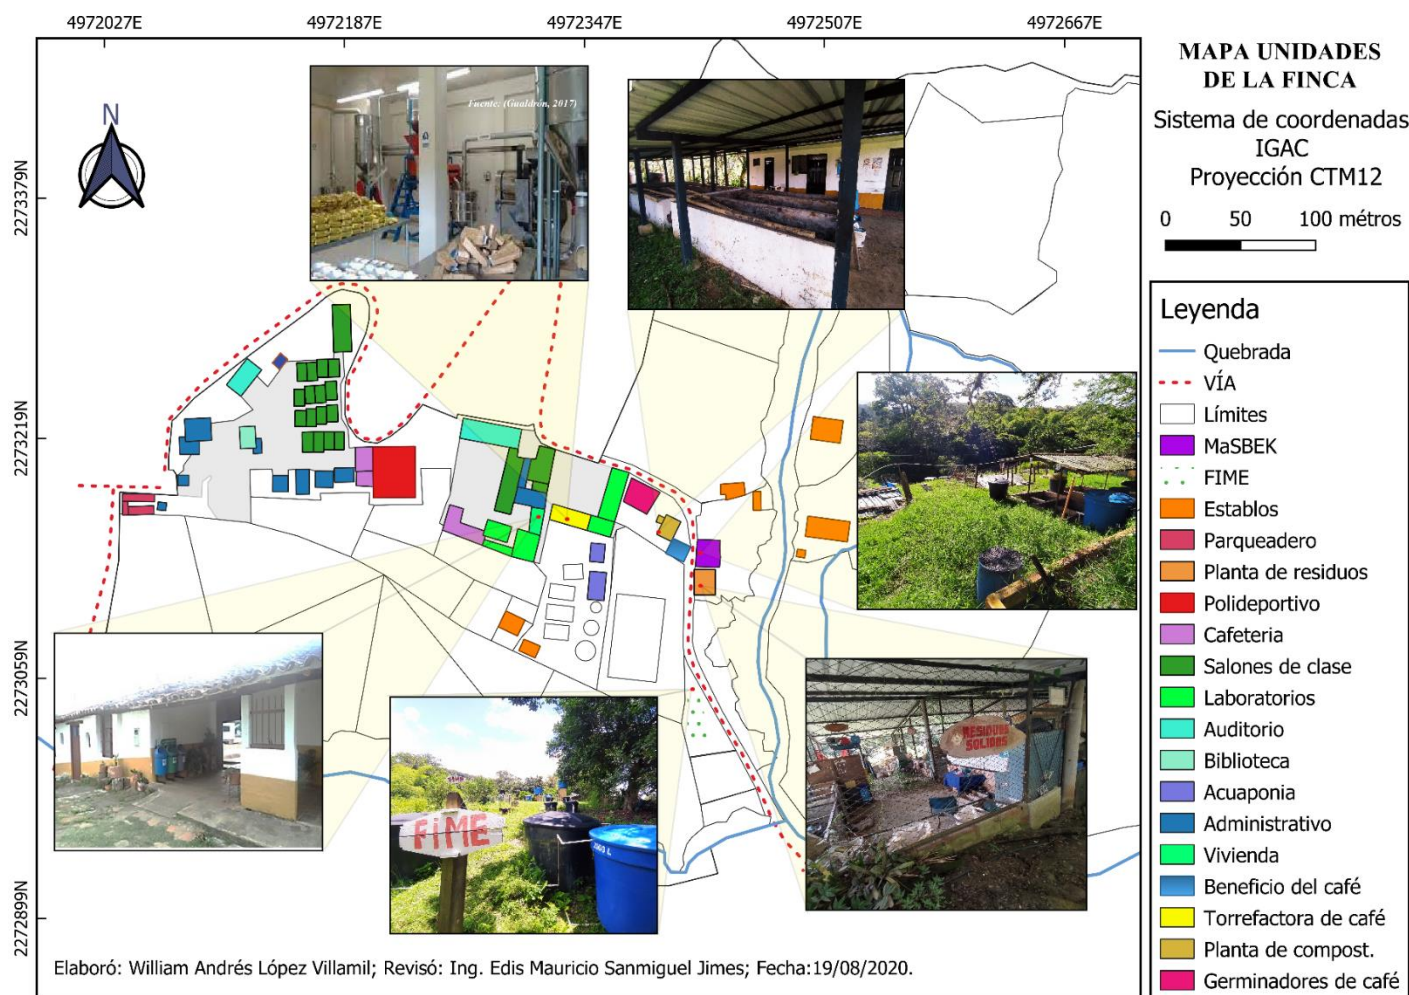 4972027E
4972187E
4972347E
4972507E
4972667E
2273379N
2273219N
2273059N
2272899N
N
Fuente: (Gualdrón, 2017)
FIME
2000 L
RESIDUOS
SOLIDOS
Elaboró: William Andrés López Villamil; Revisó: Ing. Edis Mauricio Sanmiguel Jimes; Fecha:19/08/2020.
MAPA UNIDADES
DE LA FINCA
Sistema de coordenadas
IGAC
Proyección CTM12
0 50 100 métros
Leyenda
Quebrada
VÍA
Límites
MaSBEK
FIME
Establos
Parqueadero
Planta de residuos
Polideportivo
Cafeteria
Salones de clase
Laboratorios
Auditorio
Biblioteca
Acuaponia
Administrativo
Vivienda
Beneficio del café
Torrefactora de café
Planta de compost.
Germinadores de café